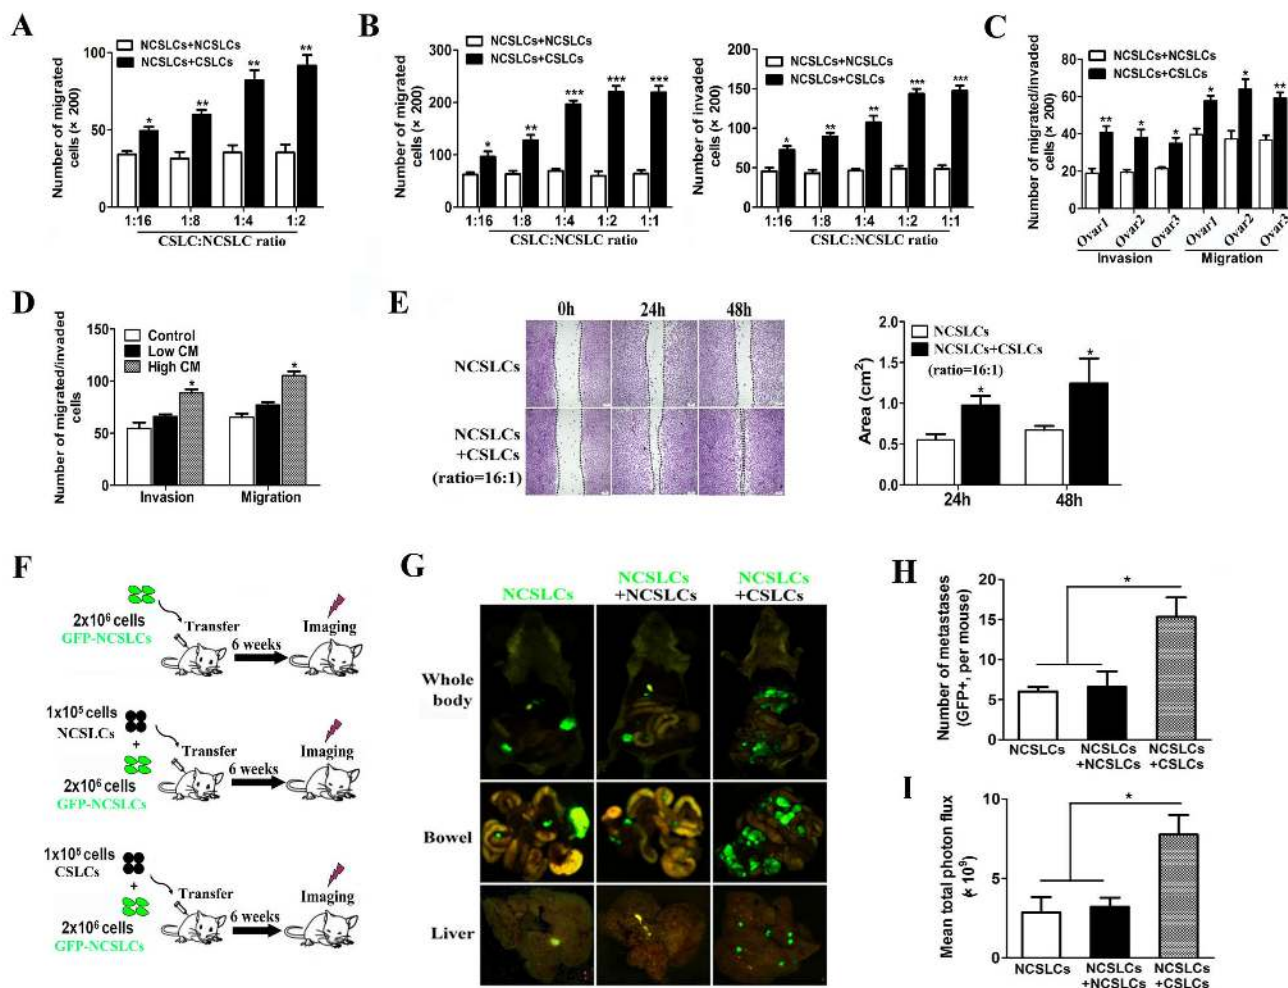 A
Number of migrated
cells (× 200)
100
50
0
NCSLCs+NCSLCs
NCSLCs+CSLCs
*
**
**
**
1:16 1:8 1:4 1:2
CSLC:NCSLC ratio
B
Number of migrated
cells (× 200)
300
200
100
0
NCSLCs+NCSLCs
NCSLCs+CSLCs
*
**
***
***
***
1:16 1:8 1:4 1:2 1:1
CSLC:NCSLC ratio
Number of invaded
cells (× 200)
200
150
100
50
0
NCSLCs+NCSLCs
NCSLCs+CSLCs
*
**
**
***
***
1:16 1:8 1:4 1:2 1:1
CSLC:NCSLC ratio
C
Number of migrated/invaded
cells (× 200)
80
60
40
20
0
NCSLCs+NCSLCs
NCSLCs+CSLCs
**
*
*
*
*
**
Ovar1 Ovar2 Ovar3 Ovar1 Ovar2 Ovar3
Invasion Migration
D
Number of migrated/invaded
cells
150
100
50
0
Control
Low CM
High CM
*
*
Invasion Migration
E
0h 24h 48h
NCSLCs
NCSLCs
+CSLCs
(ratio=16:1)
Area (cm²)
2.0
1.5
1.0
0.5
0.0
NCSLCs
NCSLCs+CSLCs
(ratio=16:1)
*
*
24h 48h
F
2x10⁶ cells
GFP-NCSLCs
Transfer
6 weeks
Imaging
1x10⁵ cells
NCSLCs
+
2x10⁶ cells
GFP-NCSLCs
Transfer
6 weeks
Imaging
1x10⁵ cells
CSLCs
+
2x10⁶ cells
GFP-NCSLCs
Transfer
6 weeks
Imaging
G
NCSLCs
NCSLCs
+NCSLCs
NCSLCs
+CSLCs
Whole
body
Bowel
Liver
H
Number of metastases
(GFP+, per mouse)
20
15
10
5
0
*
NCSLCs
NCSLCs
+NCSLCs
NCSLCs
+CSLCs
I
Mean total photon flux
(× 10⁹)
10
5
0
*
NCSLCs
NCSLCs
+NCSLCs
NCSLCs
+CSLCs